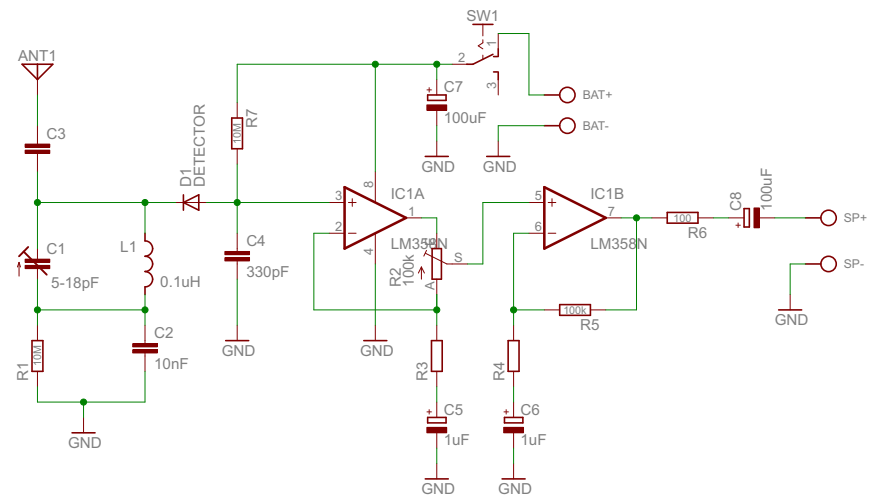 SW1
ANT1
2
1
3
C7
100uF
BAT+
BAT-
GND
GND
R7
10M
D1
DETECTOR
C3
8
IC1A
3
2
1
4
LM358N
IC1B
5
6
7
LM358N
C8
100uF
SP+
100
R6
SP-
C1
5-18pF
L1
0.1uH
C4
330pF
R2
100k
S
A
100k
R5
GND
R1
10M
C2
10nF
GND
GND
R3
R4
GND
C5
1uF
C6
1uF
GND
GND